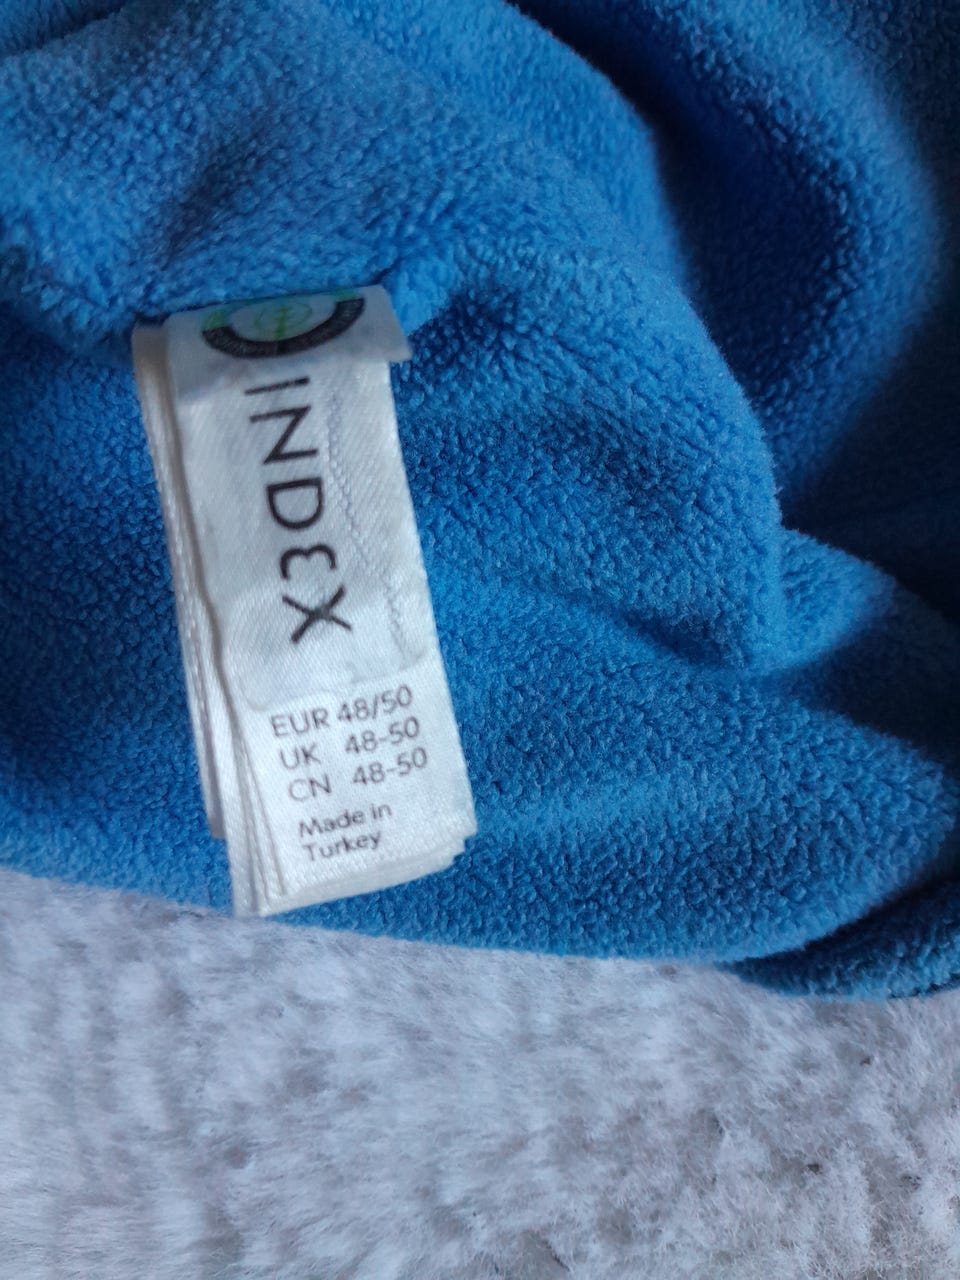 INDEX
EUR 48/50
UK 48-50
CN 48-50
Made in
Turkey